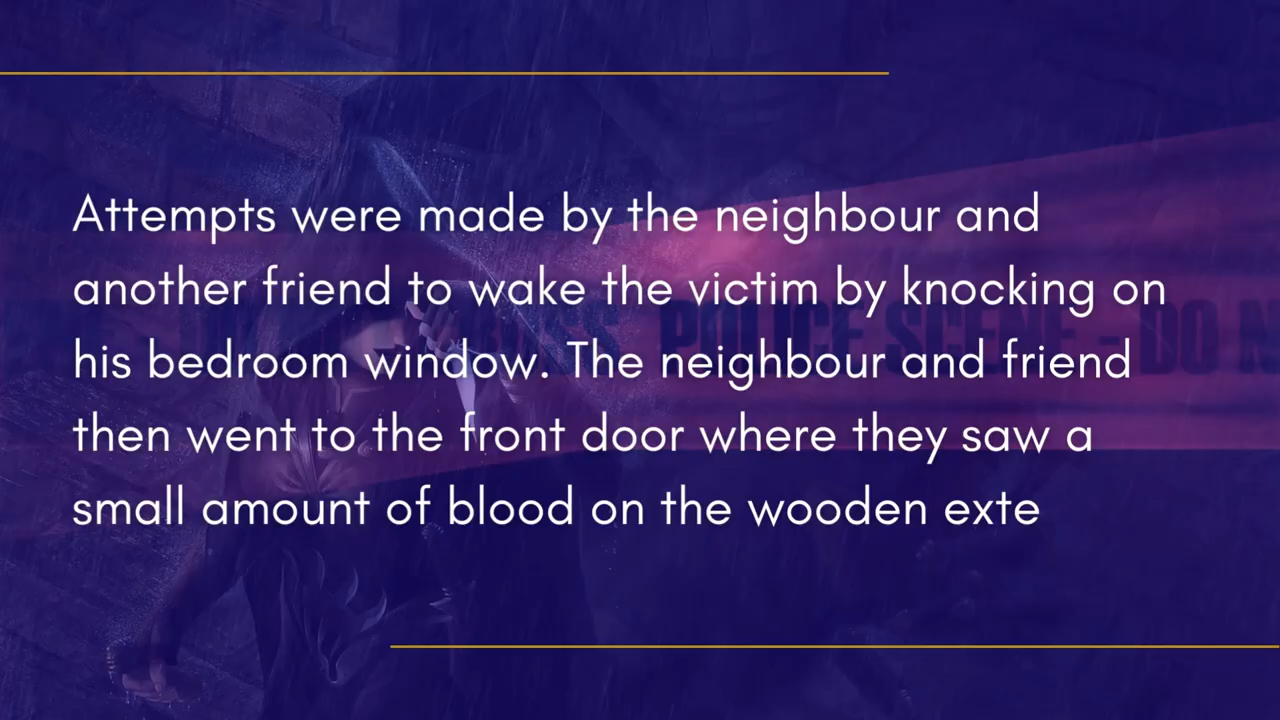 Attempts were made by the neighbour and
another friend to wake the victim by knocking on
his bedroom window. The neighbour and friend
then went to the front door where they saw a
small amount of blood on the wooden exte
POLICE SCENE - DO N